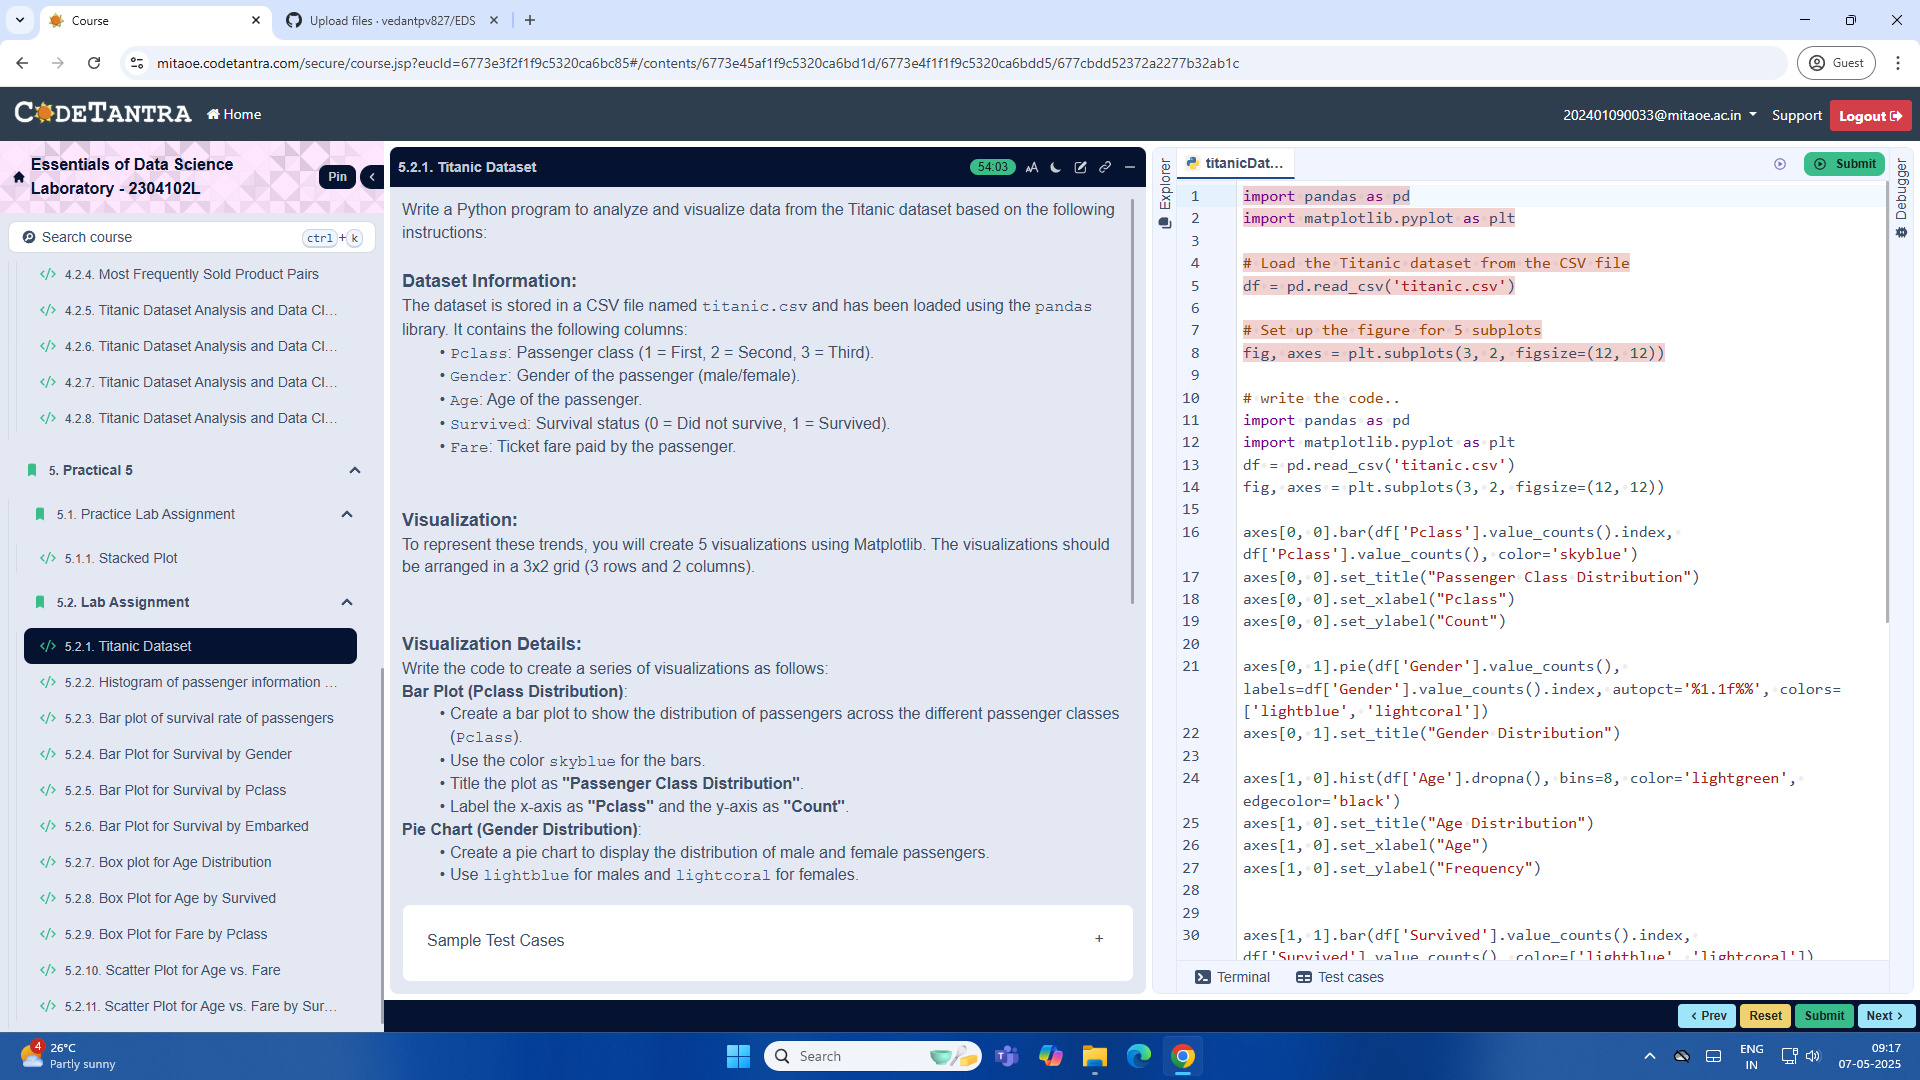 Course
Upload files · vedantpv827/EDS
mitaoe.codetantra.com/secure/course.jsp?eucId=6773e3f2f1f9c5320ca6bc85#/contents/6773e45af1f9c5320ca6bd1d/6773e4f1f1f9c5320ca6bdd5/677cbdd52372a2277b32ab1c
Guest
CODETANTRA
Home
202401090033@mitaoe.ac.in
Support
Logout
Essentials of Data Science
Laboratory - 2304102L
Pin
Search course
ctrl + k
4.2.4. Most Frequently Sold Product Pairs
4.2.5. Titanic Dataset Analysis and Data Cl...
4.2.6. Titanic Dataset Analysis and Data Cl...
4.2.7. Titanic Dataset Analysis and Data Cl...
4.2.8. Titanic Dataset Analysis and Data Cl...
5. Practical 5
5.1. Practice Lab Assignment
5.1.1. Stacked Plot
5.2. Lab Assignment
5.2.1. Titanic Dataset
5.2.2. Histogram of passenger information ...
5.2.3. Bar plot of survival rate of passengers
5.2.4. Bar Plot for Survival by Gender
5.2.5. Bar Plot for Survival by Pclass
5.2.6. Bar Plot for Survival by Embarked
5.2.7. Box plot for Age Distribution
5.2.8. Box Plot for Age by Survived
5.2.9. Box Plot for Fare by Pclass
5.2.10. Scatter Plot for Age vs. Fare
5.2.11. Scatter Plot for Age vs. Fare by Sur...
5.2.1. Titanic Dataset
54:03
Write a Python program to analyze and visualize data from the Titanic dataset based on the following
instructions:
Dataset Information:
The dataset is stored in a CSV file named titanic.csv and has been loaded using the pandas
library. It contains the following columns:
• Pclass: Passenger class (1 = First, 2 = Second, 3 = Third).
• Gender: Gender of the passenger (male/female).
• Age: Age of the passenger.
• Survived: Survival status (0 = Did not survive, 1 = Survived).
• Fare: Ticket fare paid by the passenger.
Visualization:
To represent these trends, you will create 5 visualizations using Matplotlib. The visualizations should
be arranged in a 3x2 grid (3 rows and 2 columns).
Visualization Details:
Write the code to create a series of visualizations as follows:
Bar Plot (Pclass Distribution):
• Create a bar plot to show the distribution of passengers across the different passenger classes
(Pclass).
• Use the color skyblue for the bars.
• Title the plot as "Passenger Class Distribution".
• Label the x-axis as "Pclass" and the y-axis as "Count".
Pie Chart (Gender Distribution):
• Create a pie chart to display the distribution of male and female passengers.
• Use lightblue for males and lightcoral for females.
Sample Test Cases
+
Explorer
titanicDat...
Submit
Debugger
1 import pandas as pd
2 import matplotlib.pyplot as plt
3
4 # Load the Titanic dataset from the CSV file
5 df = pd.read_csv('titanic.csv')
6
7 # Set up the figure for 5 subplots
8 fig, axes = plt.subplots(3, 2, figsize=(12, 12))
9
10 # write the code..
11 import pandas as pd
12 import matplotlib.pyplot as plt
13 df = pd.read_csv('titanic.csv')
14 fig, axes = plt.subplots(3, 2, figsize=(12, 12))
15
16 axes[0, 0].bar(df['Pclass'].value_counts().index,
df['Pclass'].value_counts(), color='skyblue')
17 axes[0, 0].set_title("Passenger Class Distribution")
18 axes[0, 0].set_xlabel("Pclass")
19 axes[0, 0].set_ylabel("Count")
20
21 axes[0, 1].pie(df['Gender'].value_counts(),
labels=df['Gender'].value_counts().index, autopct='%1.1f%%', colors=
['lightblue', 'lightcoral'])
22 axes[0, 1].set_title("Gender Distribution")
23
24 axes[1, 0].hist(df['Age'].dropna(), bins=8, color='lightgreen',
edgecolor='black')
25 axes[1, 0].set_title("Age Distribution")
26 axes[1, 0].set_xlabel("Age")
27 axes[1, 0].set_ylabel("Frequency")
28
29
30 axes[1, 1].bar(df['Survived'].value_counts().index,
df['Survived'].value_counts(), color=['lightblue', 'lightcoral'])
Terminal
Test cases
Prev
Reset
Submit
Next
4
26°C
Partly sunny
Search
ENG
IN
09:17
07-05-2025